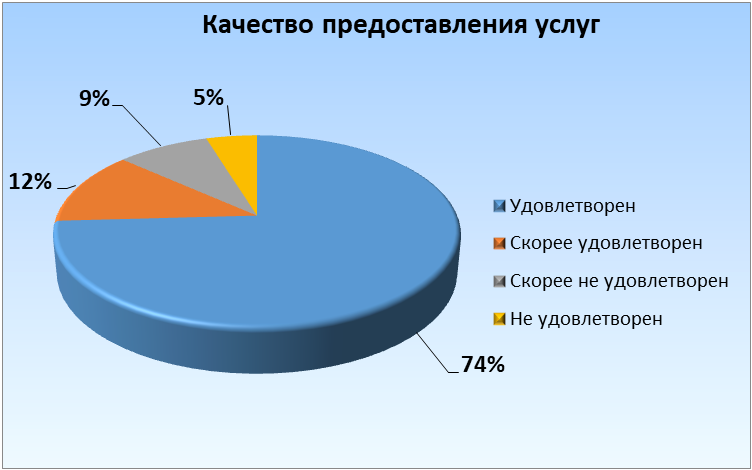 Качество предоставления услуг
9%
5%
12%
74%
Удовлетворен
Скорее удовлетворен
Скорее не удовлетворен
Не удовлетворен